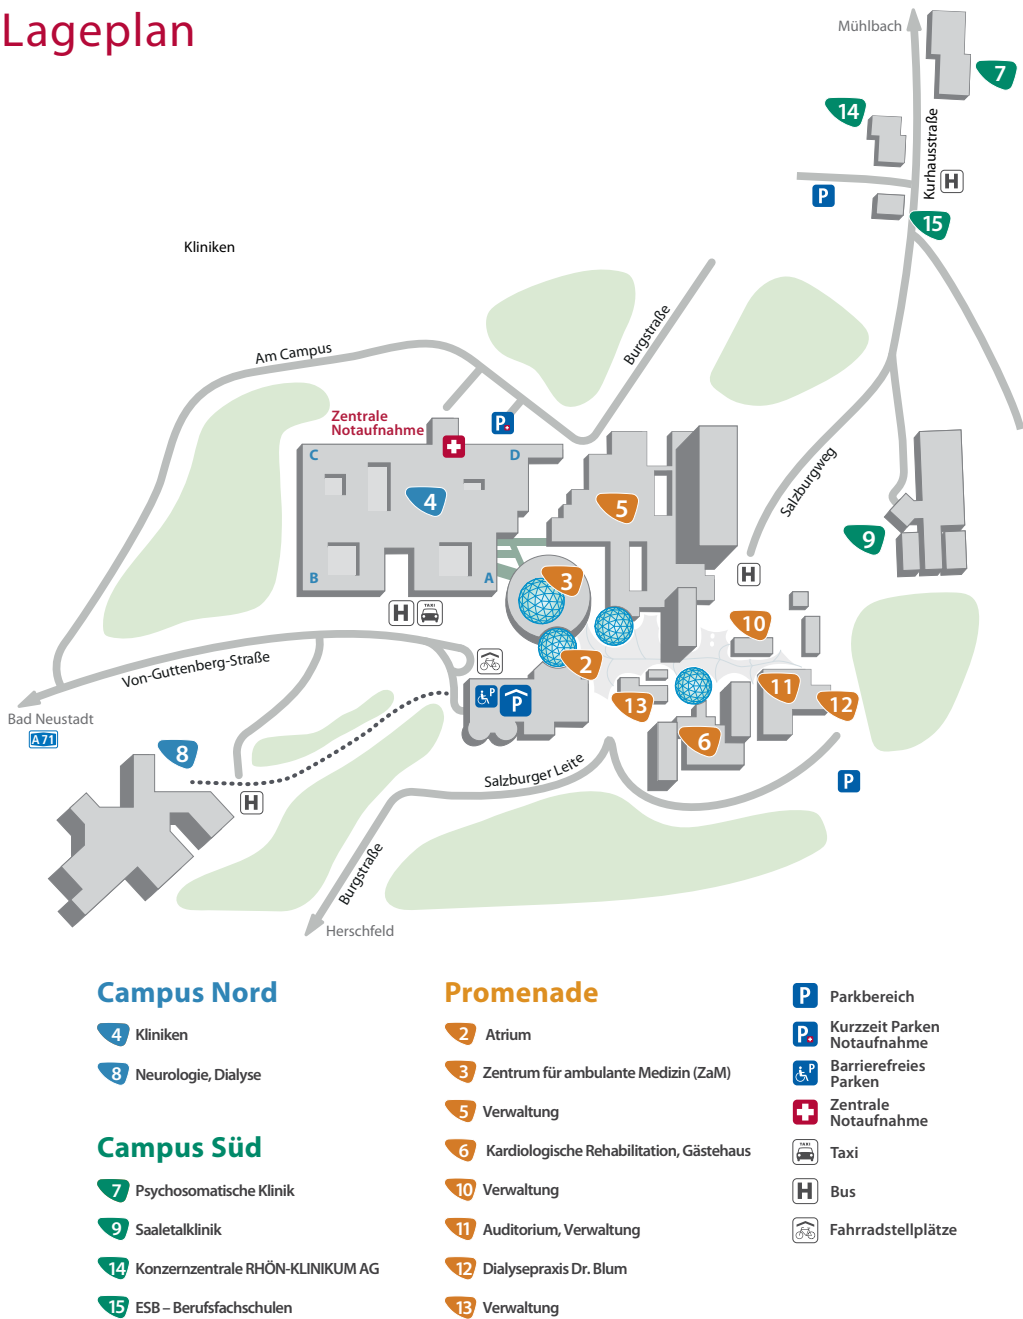 Lageplan
Mühlbach
7
14
Kurhausstraße
H
P
15
Kliniken
Burgstraße
Am Campus
Zentrale
Notaufnahme
P
C
D
4
5
Salzburgweg
9
B
A
3
H
H
TAXI
10
Von-Guttenberg-Straße
2
P
P
11
12
13
Bad Neustadt
A 71
6
8
Salzburger Leite
P
H
Burgstraße
Herschfeld
Campus Nord
4 Kliniken
8 Neurologie, Dialyse
Campus Süd
7 Psychosomatische Klinik
9 Saaletalklinik
14 Konzernzentrale RHÖN-KLINIKUM AG
15 ESB – Berufsfachschulen
Promenade
2 Atrium
3 Zentrum für ambulante Medizin (ZaM)
5 Verwaltung
6 Kardiologische Rehabilitation, Gästehaus
10 Verwaltung
11 Auditorium, Verwaltung
12 Dialysepraxis Dr. Blum
13 Verwaltung
P Parkbereich
P Kurzzeit Parken
Notaufnahme
P Barrierefreies
Parken
Zentrale
Notaufnahme
TAXI Taxi
H Bus
Fahrradstellplätze